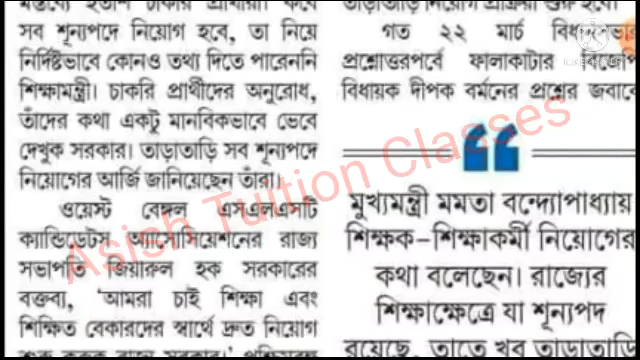 সব শূন্যপদে নিয়োগ হবে, তা নিয়ে
নির্দিষ্টভাবে কোনও তথ্য দিতে পারেননি
শিক্ষামন্ত্রী। চাকরি প্রার্থীদের অনুরোধ,
তাঁদের কথা একটু মানবিকভাবে ভেবে
দেখুক সরকার। তাড়াতাড়ি সব শূন্যপদে
নিয়োগের আর্জি জানিয়েছেন তাঁরা।
ওয়েস্ট বেঙ্গল এসএলএসটি
ক্যান্ডিডেটস অ্যাসোসিয়েশনের রাজ্য
সভাপতি জিয়ারুল হক সরকারের
বক্তব্য, ‘আমরা চাই শিক্ষা এবং
শিক্ষিত বেকারদের স্বার্থে দ্রুত নিয়োগ
গত ২২ মার্চ বিধানসভার
প্রশ্নোত্তরপর্বে ফালাকাটার বিজেপি
বিধায়ক দীপক বর্মনের প্রশ্নের জবাবে
মুখ্যমন্ত্রী মমতা বন্দ্যোপাধ্যায়
শিক্ষক-শিক্ষাকর্মী নিয়োগের
কথা বলেছেন। রাজ্যের
শিক্ষাক্ষেত্রে যা শূন্যপদ
রয়েছে, তাতে খুব তাড়াতাড়ি
Asish Tuition Classes